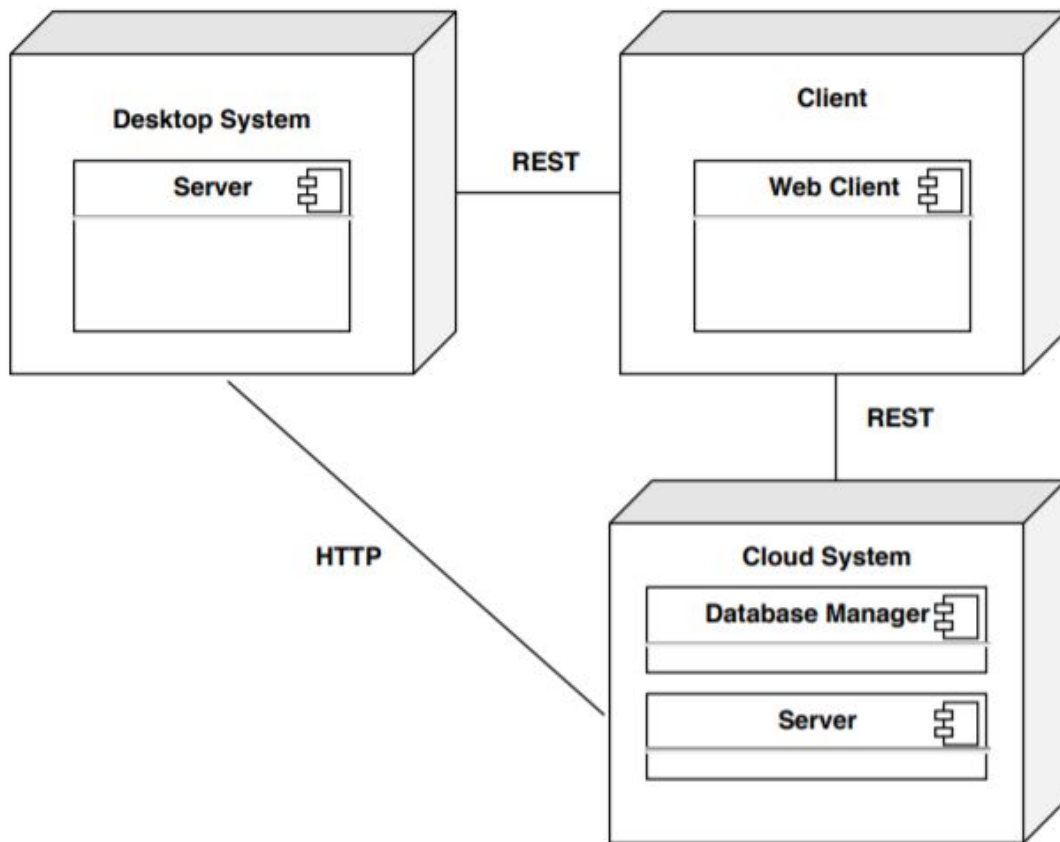 Desktop System
Server
REST
Client
Web Client
REST
HTTP
Cloud System
Database Manager
Server